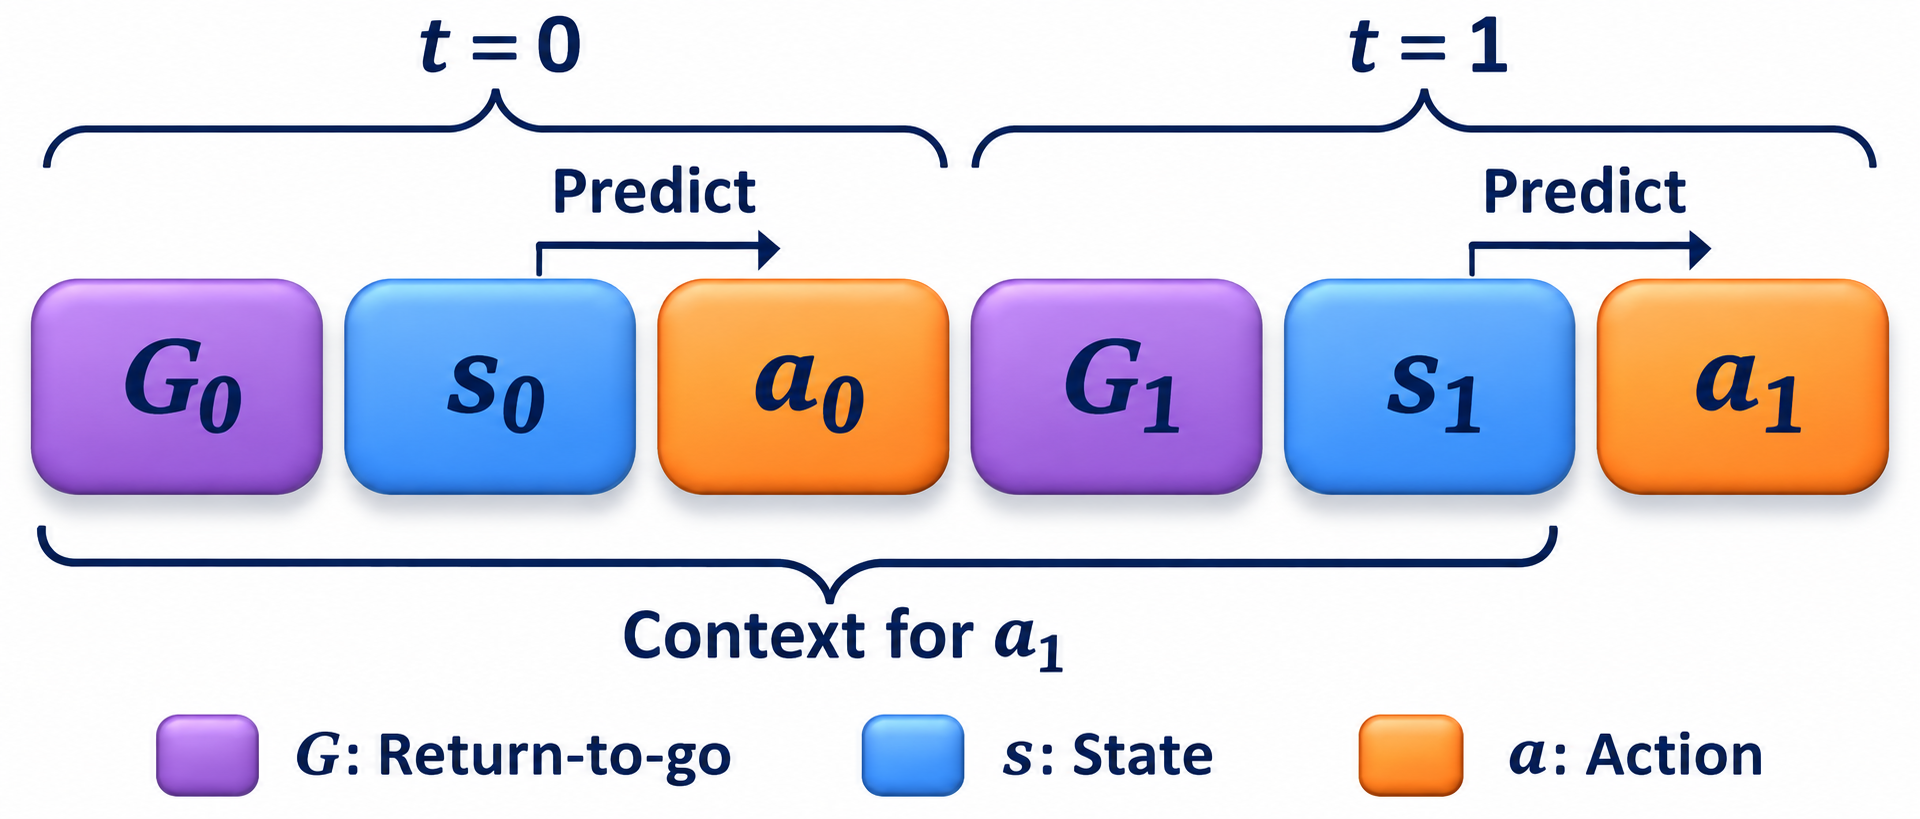 t = 0
t = 1
Predict
Predict
G₀
s₀
a₀
G₁
s₁
a₁
Context for a₁
G: Return-to-go
s: State
a: Action